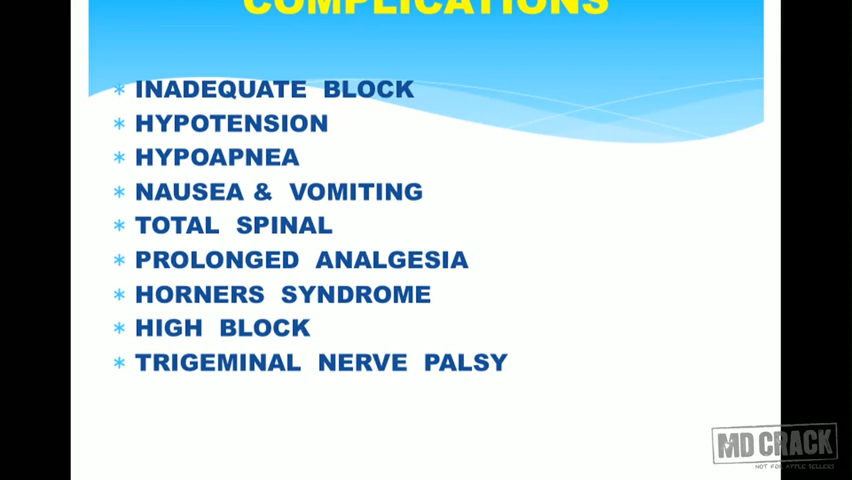 COMPLICATIONS
* INADEQUATE BLOCK
* HYPOTENSION
* HYPOAPNEA
* NAUSEA & VOMITING
* TOTAL SPINAL
* PROLONGED ANALGESIA
* HORNERS SYNDROME
* HIGH BLOCK
* TRIGEMINAL NERVE PALSY
MD CRACK
NOT FOR APPLE SELLERS